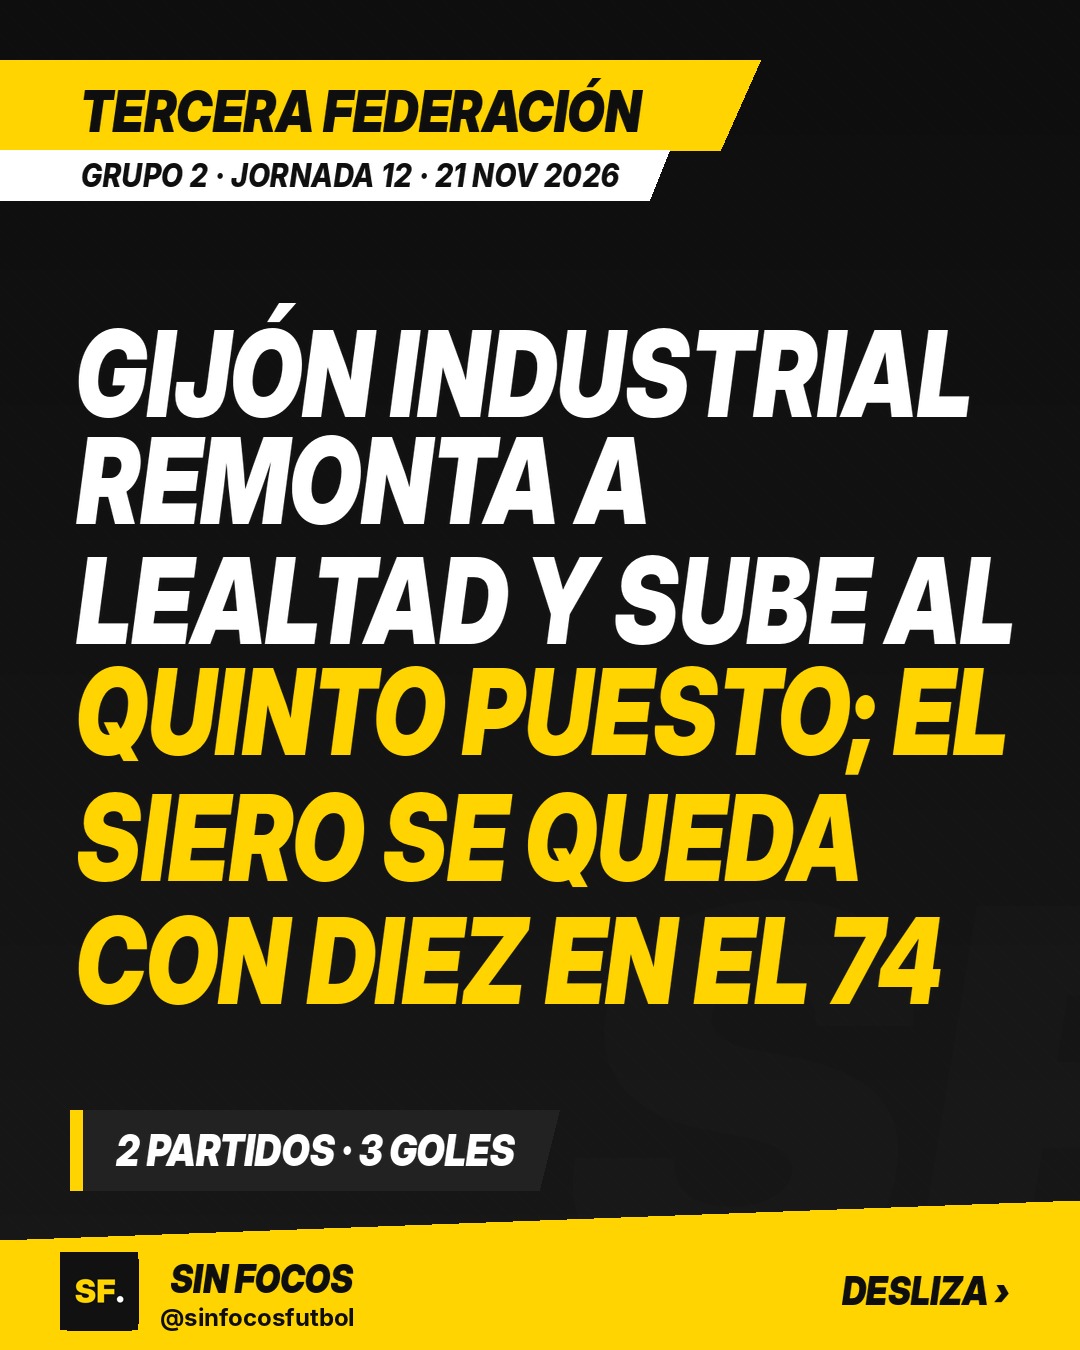 TERCERA FEDERACIÓN
GRUPO 2 · JORNADA 12 · 21 NOV 2026
GIJÓN INDUSTRIAL
REMONTA A
LEALTAD Y SUBE AL
QUINTO PUESTO; EL
SIERO SE QUEDA
CON DIEZ EN EL 74
2 PARTIDOS · 3 GOLES
SF.
SIN FOCOS
@sinfocosfutbol
DESLIZA ›